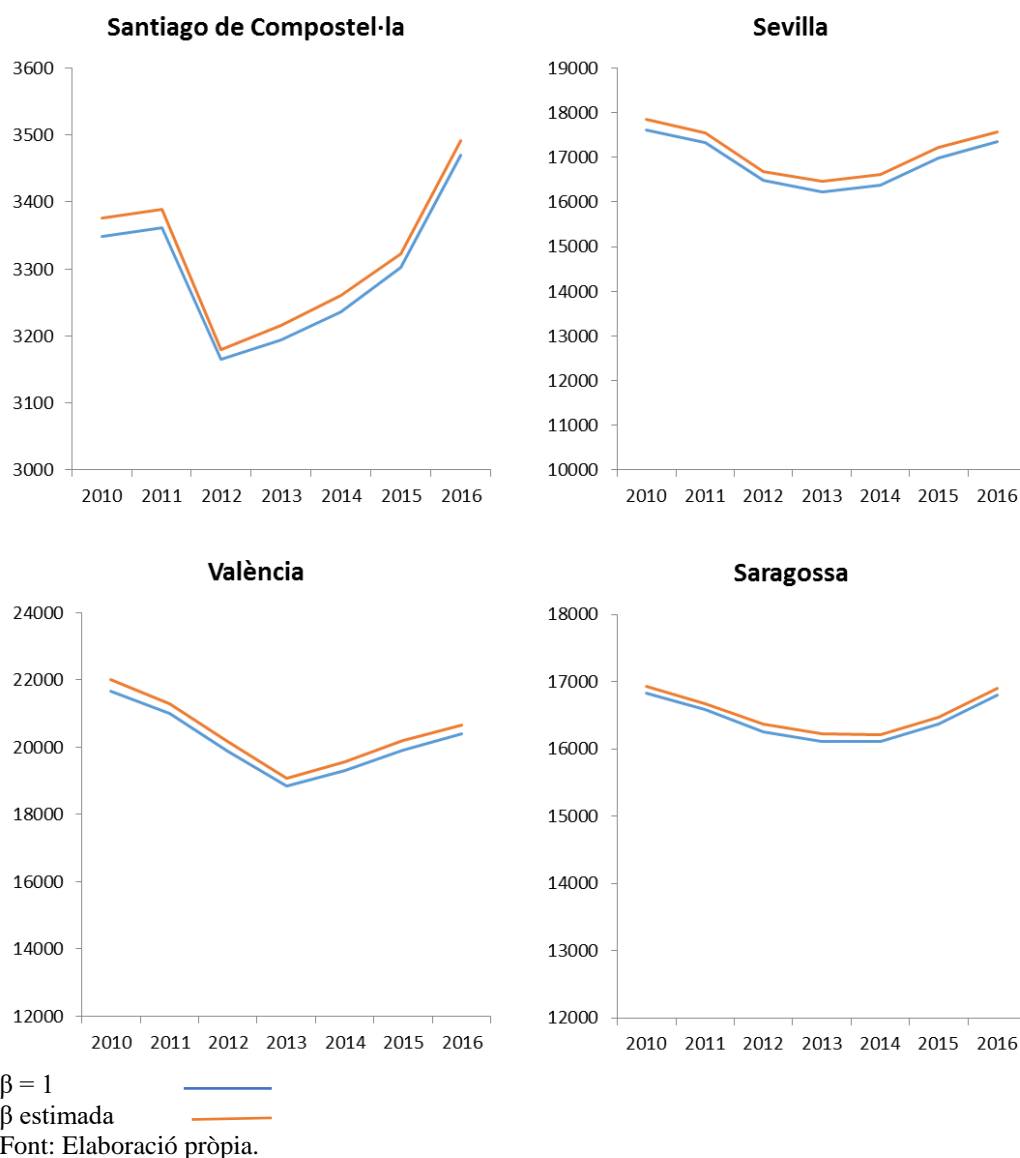 Santiago de Compostel·la
3600
3500
3400
3300
3200
3100
3000
2010 2011 2012 2013 2014 2015 2016
Sevilla
19000
18000
17000
16000
15000
14000
13000
12000
11000
10000
2010 2011 2012 2013 2014 2015 2016
València
24000
22000
20000
18000
16000
14000
12000
2010 2011 2012 2013 2014 2015 2016
Saragossa
18000
17000
16000
15000
14000
13000
12000
2010 2011 2012 2013 2014 2015 2016
β = 1
β estimada
Font: Elaboració pròpia.